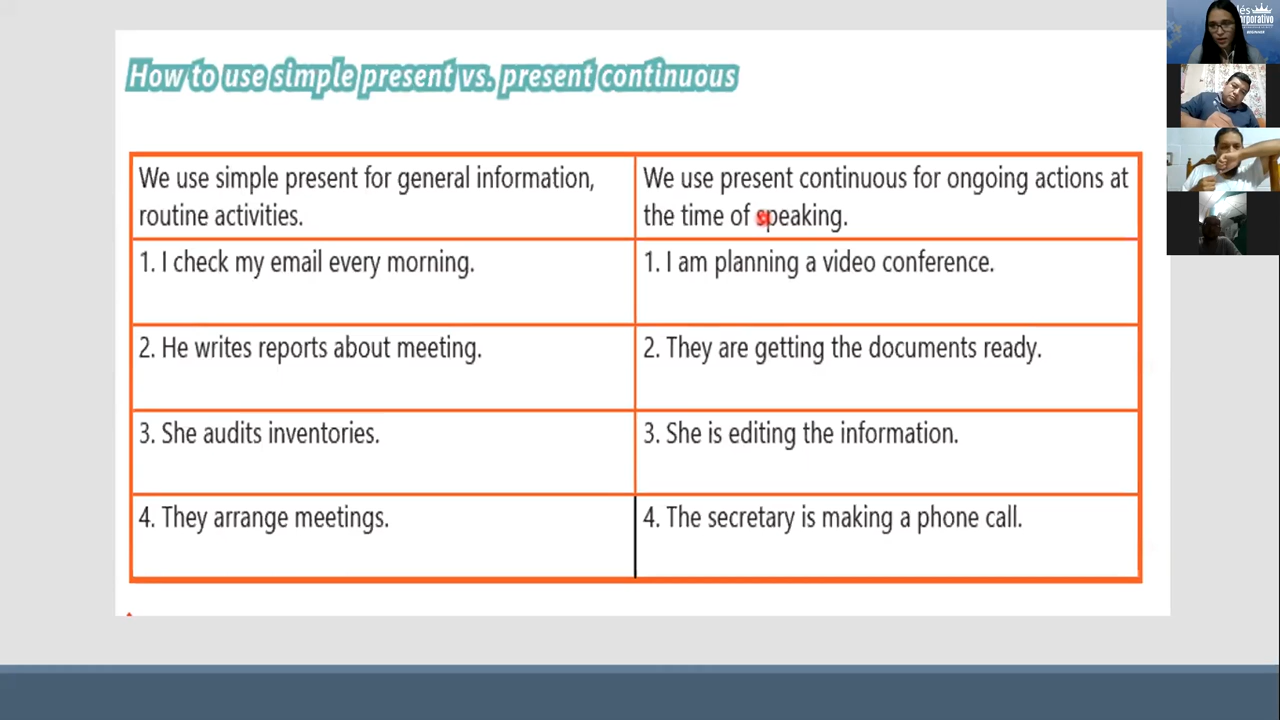 How to use simple present vs. present continuous
We use simple present for general information,
routine activities.
We use present continuous for ongoing actions at
the time of speaking.
1. I check my email every morning.
1. I am planning a video conference.
2. He writes reports about meeting.
2. They are getting the documents ready.
3. She audits inventories.
3. She is editing the information.
4. They arrange meetings.
4. The secretary is making a phone call.